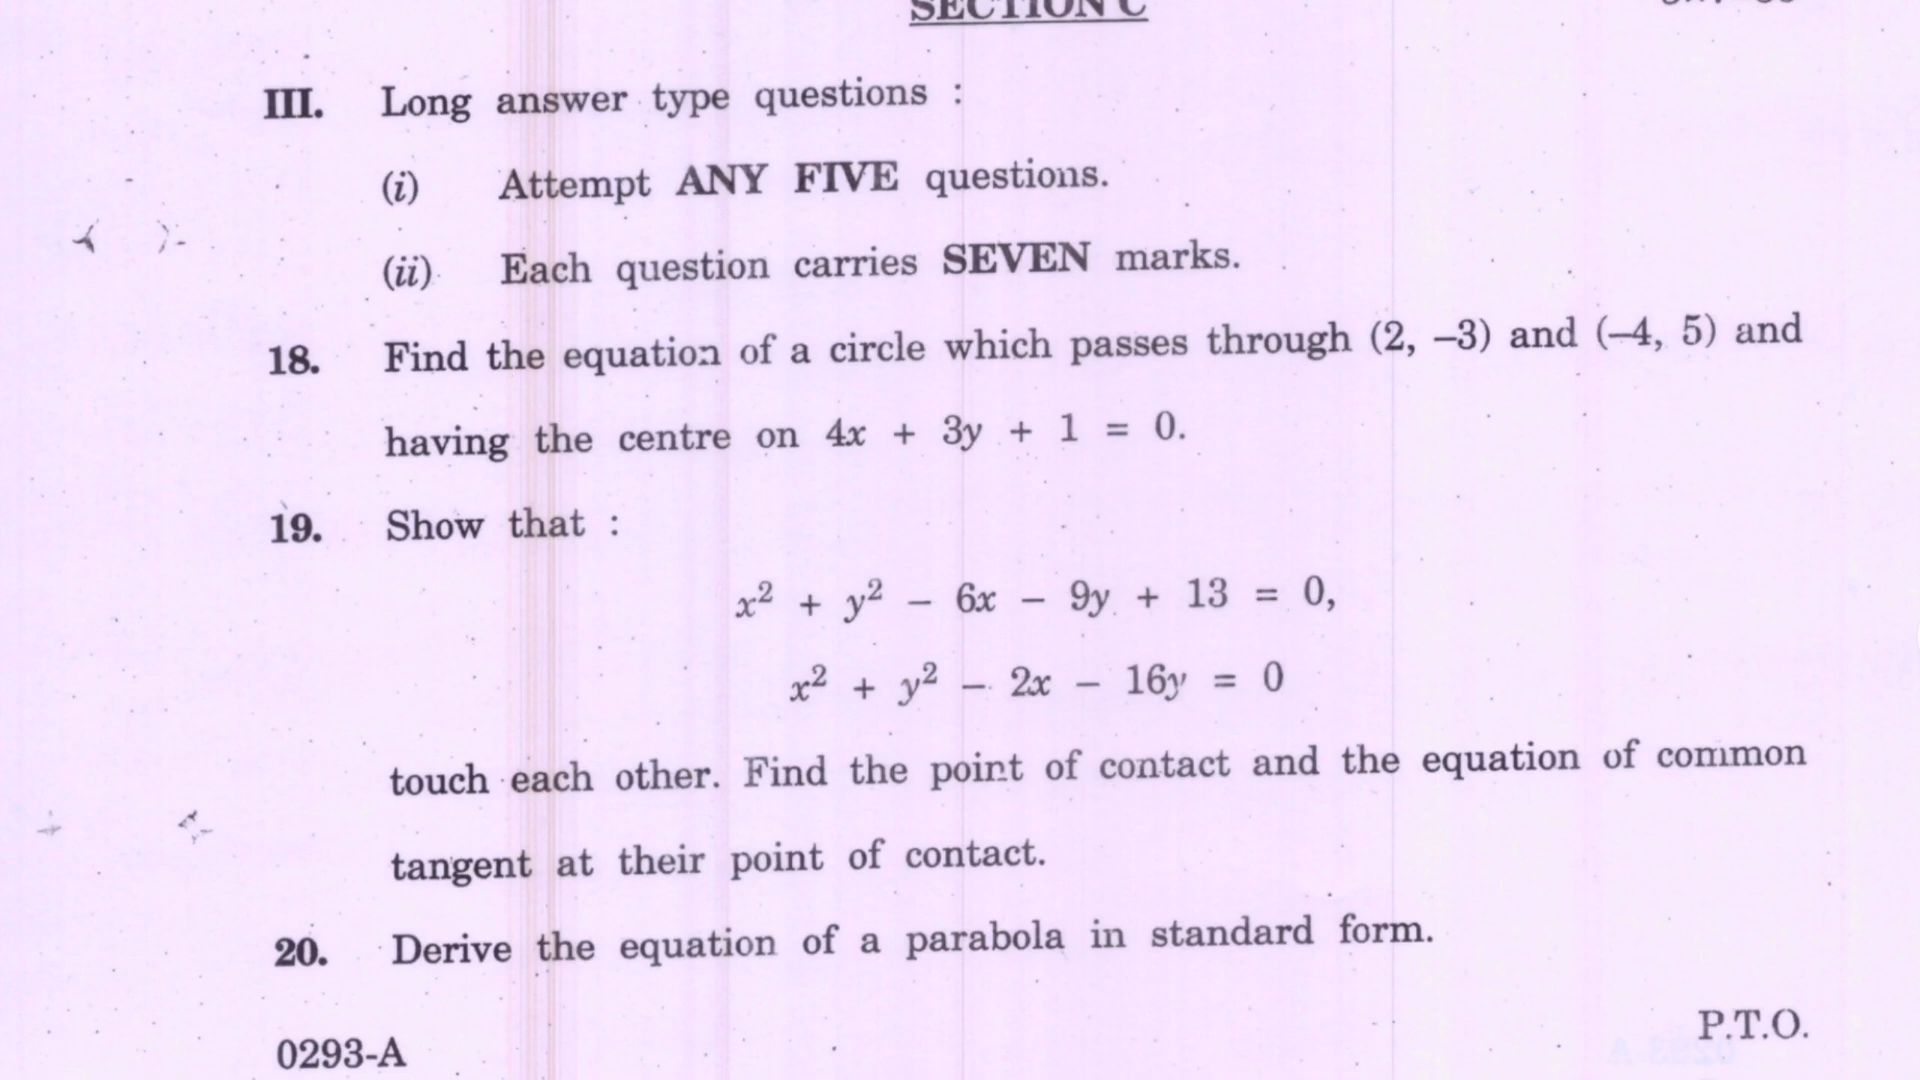 SECTION C
III. Long answer type questions :
(i) Attempt ANY FIVE questions.
(ii) Each question carries SEVEN marks.
18. Find the equation of a circle which passes through (2, –3) and (–4, 5) and
having the centre on 4x + 3y + 1 = 0.
19. Show that :
x² + y² – 6x – 9y + 13 = 0,
x² + y² – 2x – 16y = 0
touch each other. Find the point of contact and the equation of common
tangent at their point of contact.
20. Derive the equation of a parabola in standard form.
P.T.O.
0293-A